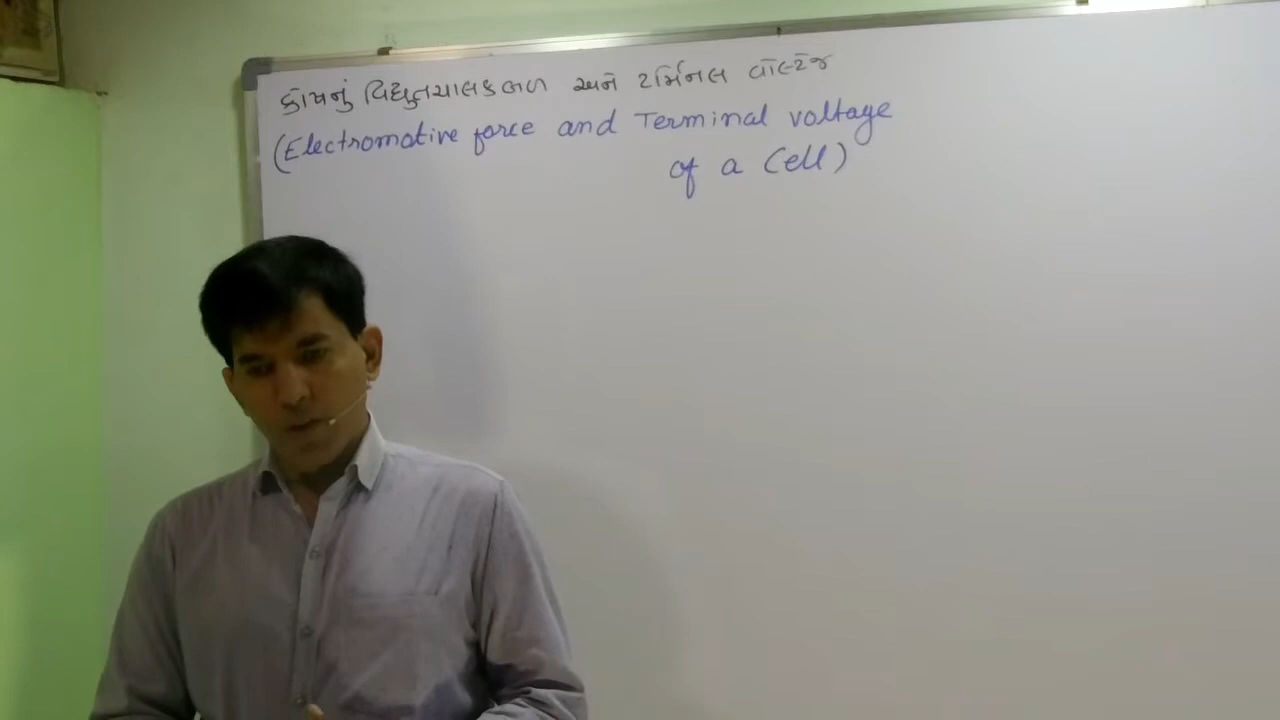 કોષનું વિદ્યુતચાલકબળ અને ટર્મિનલ વૉલ્ટેજ
(Electromotive force and Terminal voltage
of a Cell)